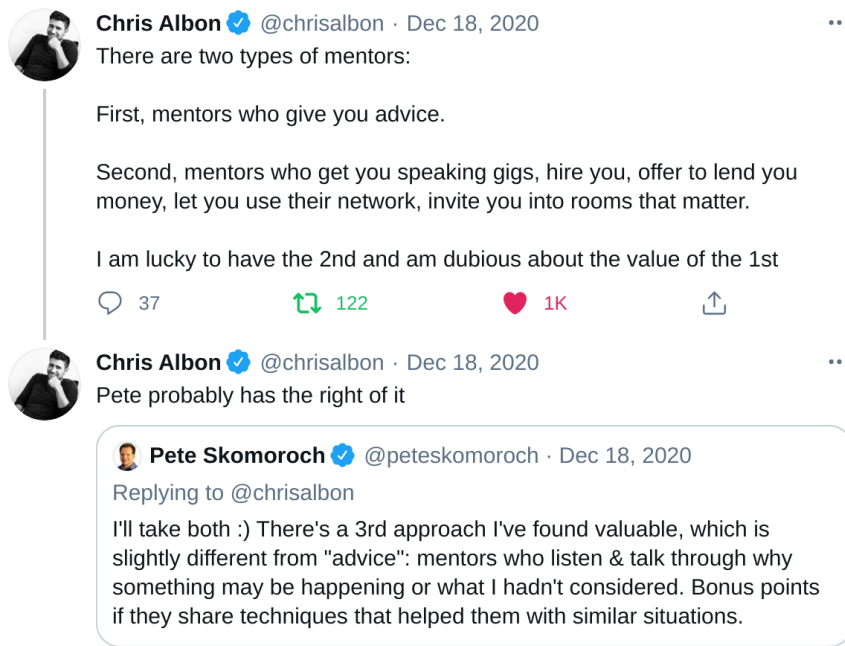 Chris Albon @chrisalbon · Dec 18, 2020
There are two types of mentors:
First, mentors who give you advice.
Second, mentors who get you speaking gigs, hire you, offer to lend you
money, let you use their network, invite you into rooms that matter.
I am lucky to have the 2nd and am dubious about the value of the 1st
37 122 1K
Chris Albon @chrisalbon · Dec 18, 2020
Pete probably has the right of it
Pete Skomoroch @peteskomoroch · Dec 18, 2020
Replying to @chrisalbon
I'll take both :) There's a 3rd approach I've found valuable, which is
slightly different from "advice": mentors who listen & talk through why
something may be happening or what I hadn't considered. Bonus points
if they share techniques that helped them with similar situations.